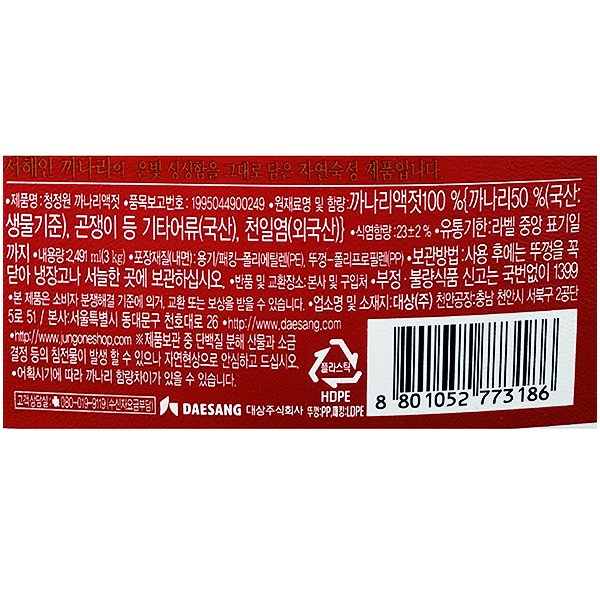 서해안 까나리의 은빛 싱싱함을 그대로 담은 자연숙성 제품입니다.
•제품명:청정원 까나리액젓 •품목보고번호: 1995044900249 •원재료명 및 함량:까나리액젓100 %{까나리50 %(국산:
생물기준), 곤쟁이 등 기타어류(국산), 천일염(외국산)} •식염함량:23±2 % •유통기한:라벨 중앙 표기일
까지 •내용량:2,491 ml(3 kg) •포장재질(내면): 용기/패킹-폴리에틸렌(PE), 뚜껑-폴리프로필렌(PP) •보관방법:사용 후에는 뚜껑을 꼭
닫아 냉장고나 서늘한 곳에 보관하십시오. •반품 및 교환장소: 본사 및 구입처 •부정·불량식품 신고는 국번없이 1399
•본 제품은 소비자 분쟁해결 기준에 의거, 교환 또는 보상을 받을 수 있습니다. •업소명 및 소재지: 대상(주) 천안공장:충남 천안시 서북구 2공단
5로 51 / 본사:서울특별시 동대문구 천호대로 26 •http://www.daesang.com
•http://www.jungoneshop.com ※제품보관 중 단백질 분해 산물과 소금
결정 등의 침전물이 발생 할 수 있으나 자연현상으로 안심하고 드십시오.
•어획시기에 따라 까나리 함량차이가 있을 수 있습니다.
고객상담실: 080-019-9119 (수신자요금부담) DAESANG 대상주식회사
플라스틱
HDPE
뚜껑:PP, 패킹:LDPE
8 801052 773186